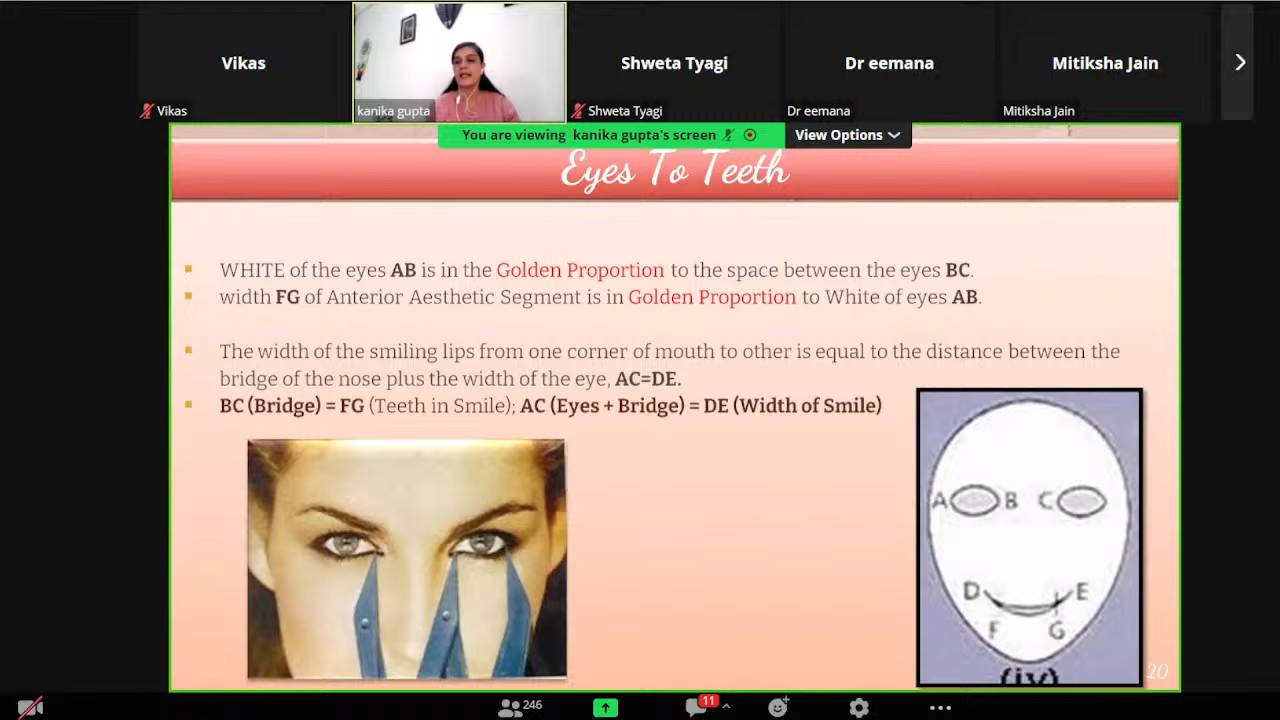 Vikas
Shweta Tyagi
Dr eemana
Mitiksha Jain
Vikas
kanika gupta
Shweta Tyagi
Dr eemana
Mitiksha Jain
You are viewing kanika gupta's screen
View Options
Eyes To Teeth
WHITE of the eyes AB is in the Golden Proportion to the space between the eyes BC.
width FG of Anterior Aesthetic Segment is in Golden Proportion to White of eyes AB.
The width of the smiling lips from one corner of mouth to other is equal to the distance between the
bridge of the nose plus the width of the eye, AC=DE.
BC (Bridge) = FG (Teeth in Smile); AC (Eyes + Bridge) = DE (Width of Smile)
A B C
D E
F G
(iv)
20
246
11